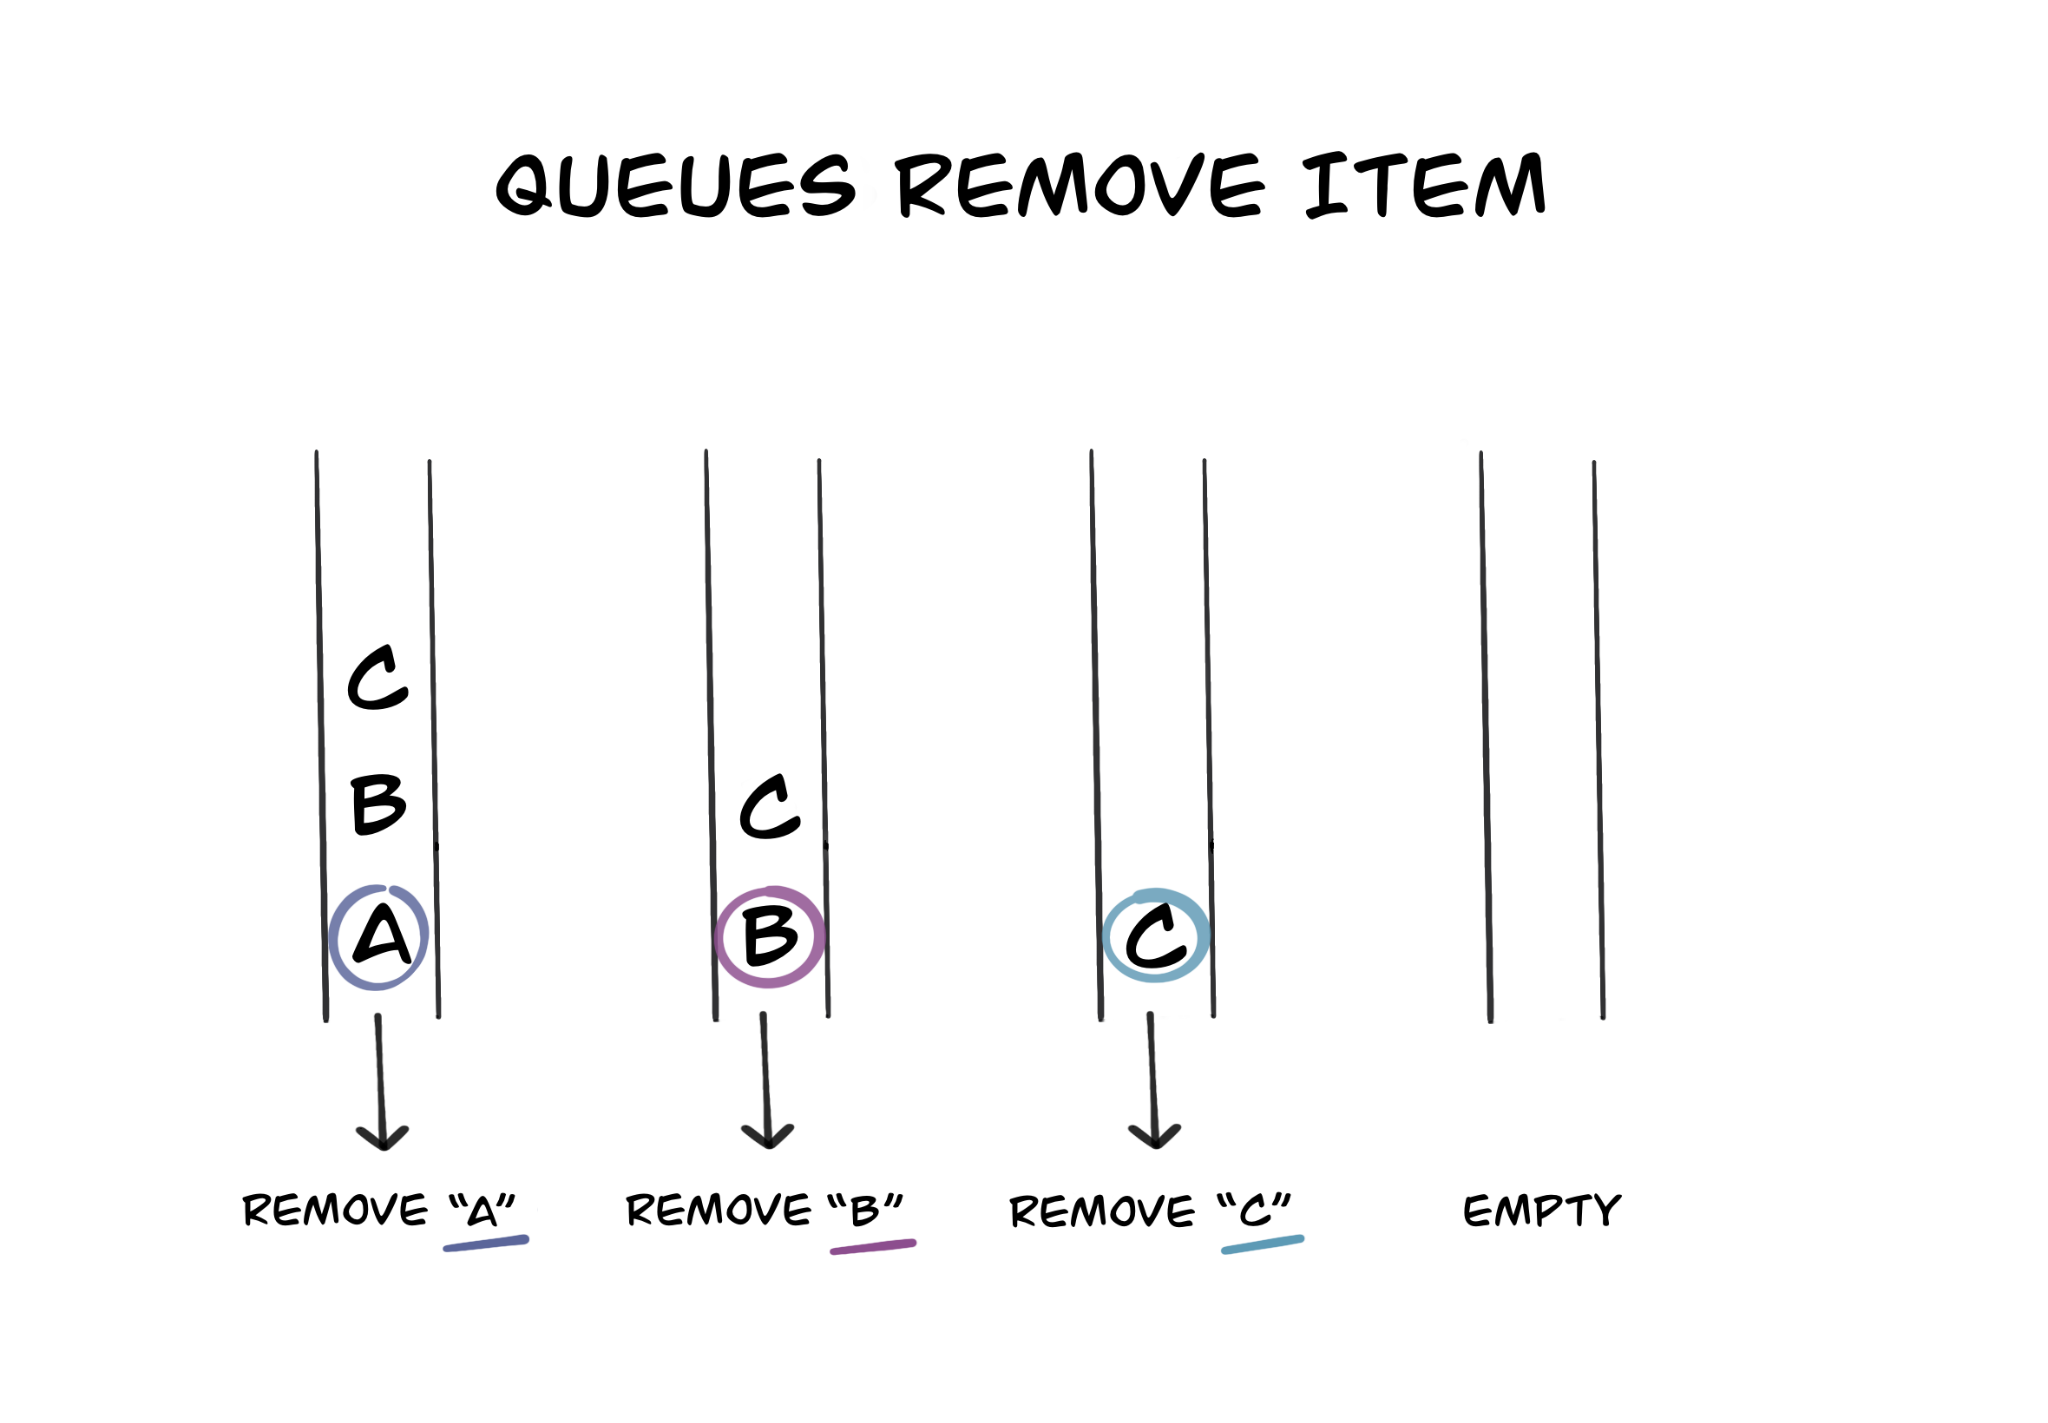 QUEUES REMOVE ITEM
C
B
A
C
B
C
REMOVE “A”
REMOVE “B”
REMOVE “C”
EMPTY